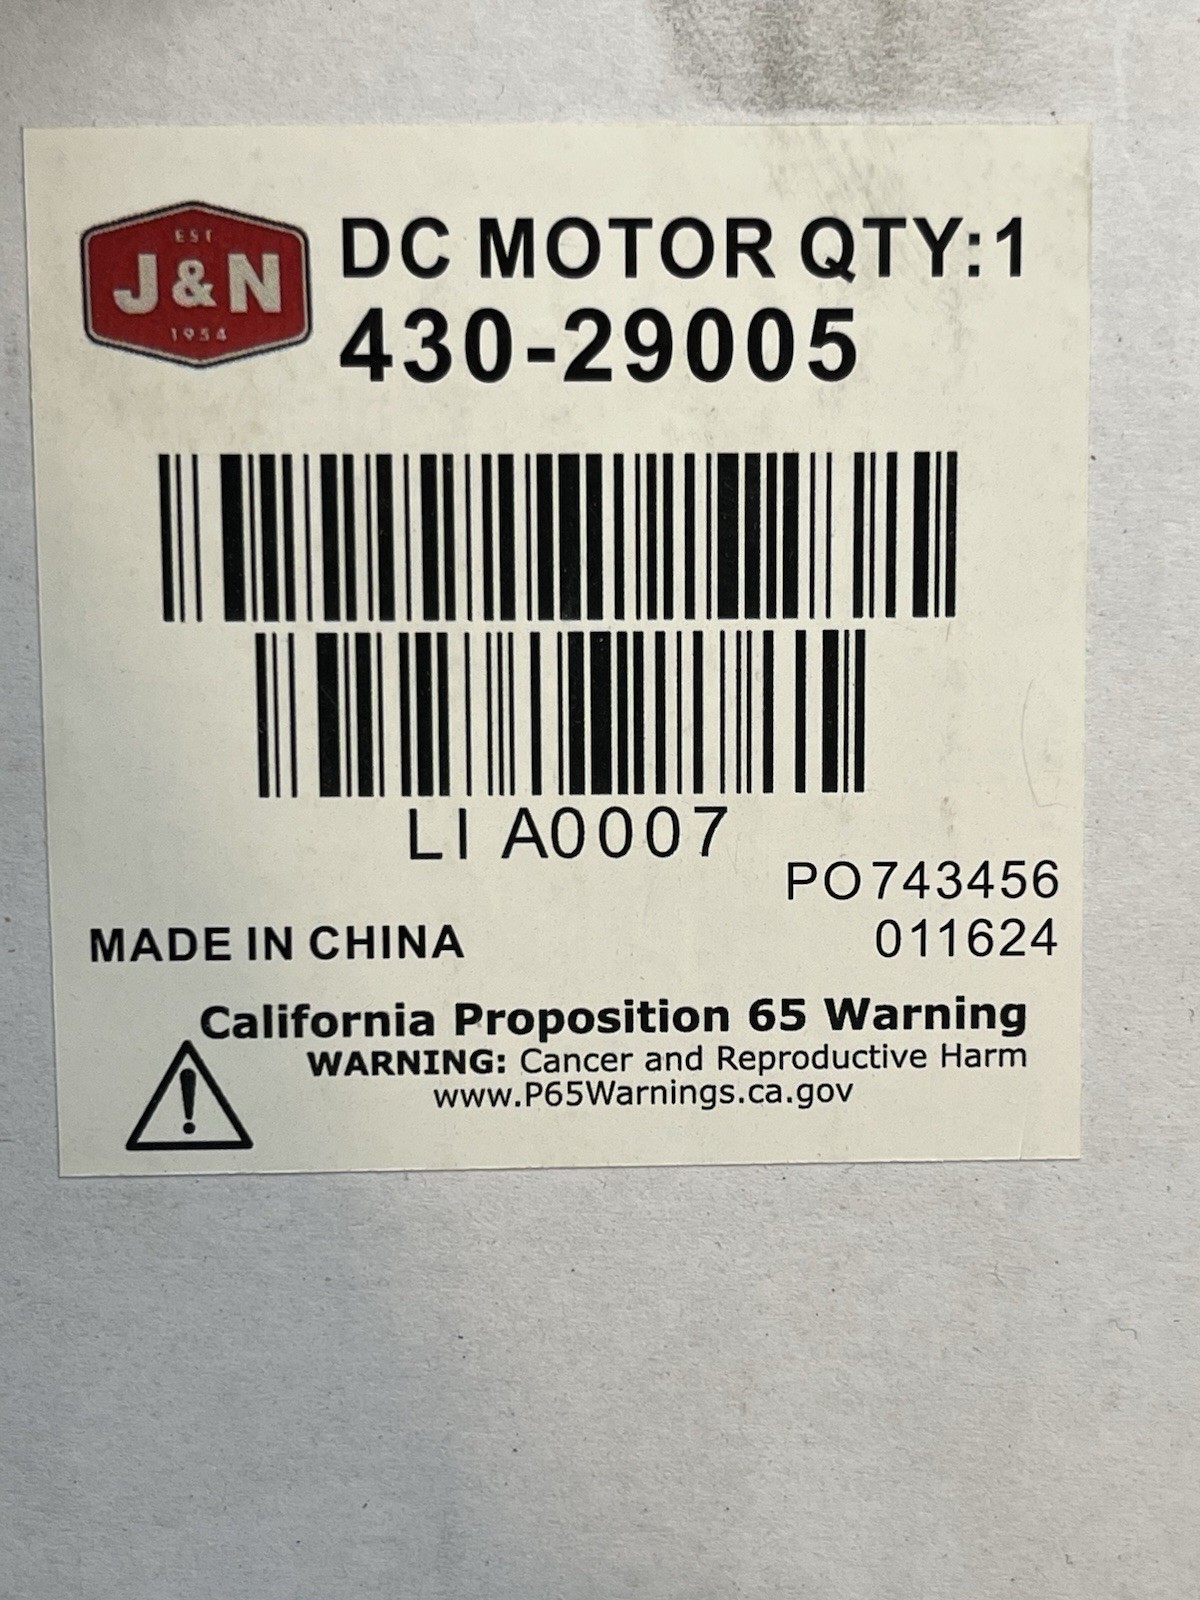 EST
J&N
1954
DC MOTOR QTY:1
430-29005
LI A0007
PO743456
011624
MADE IN CHINA
California Proposition 65 Warning
WARNING: Cancer and Reproductive Harm
www.P65Warnings.ca.gov